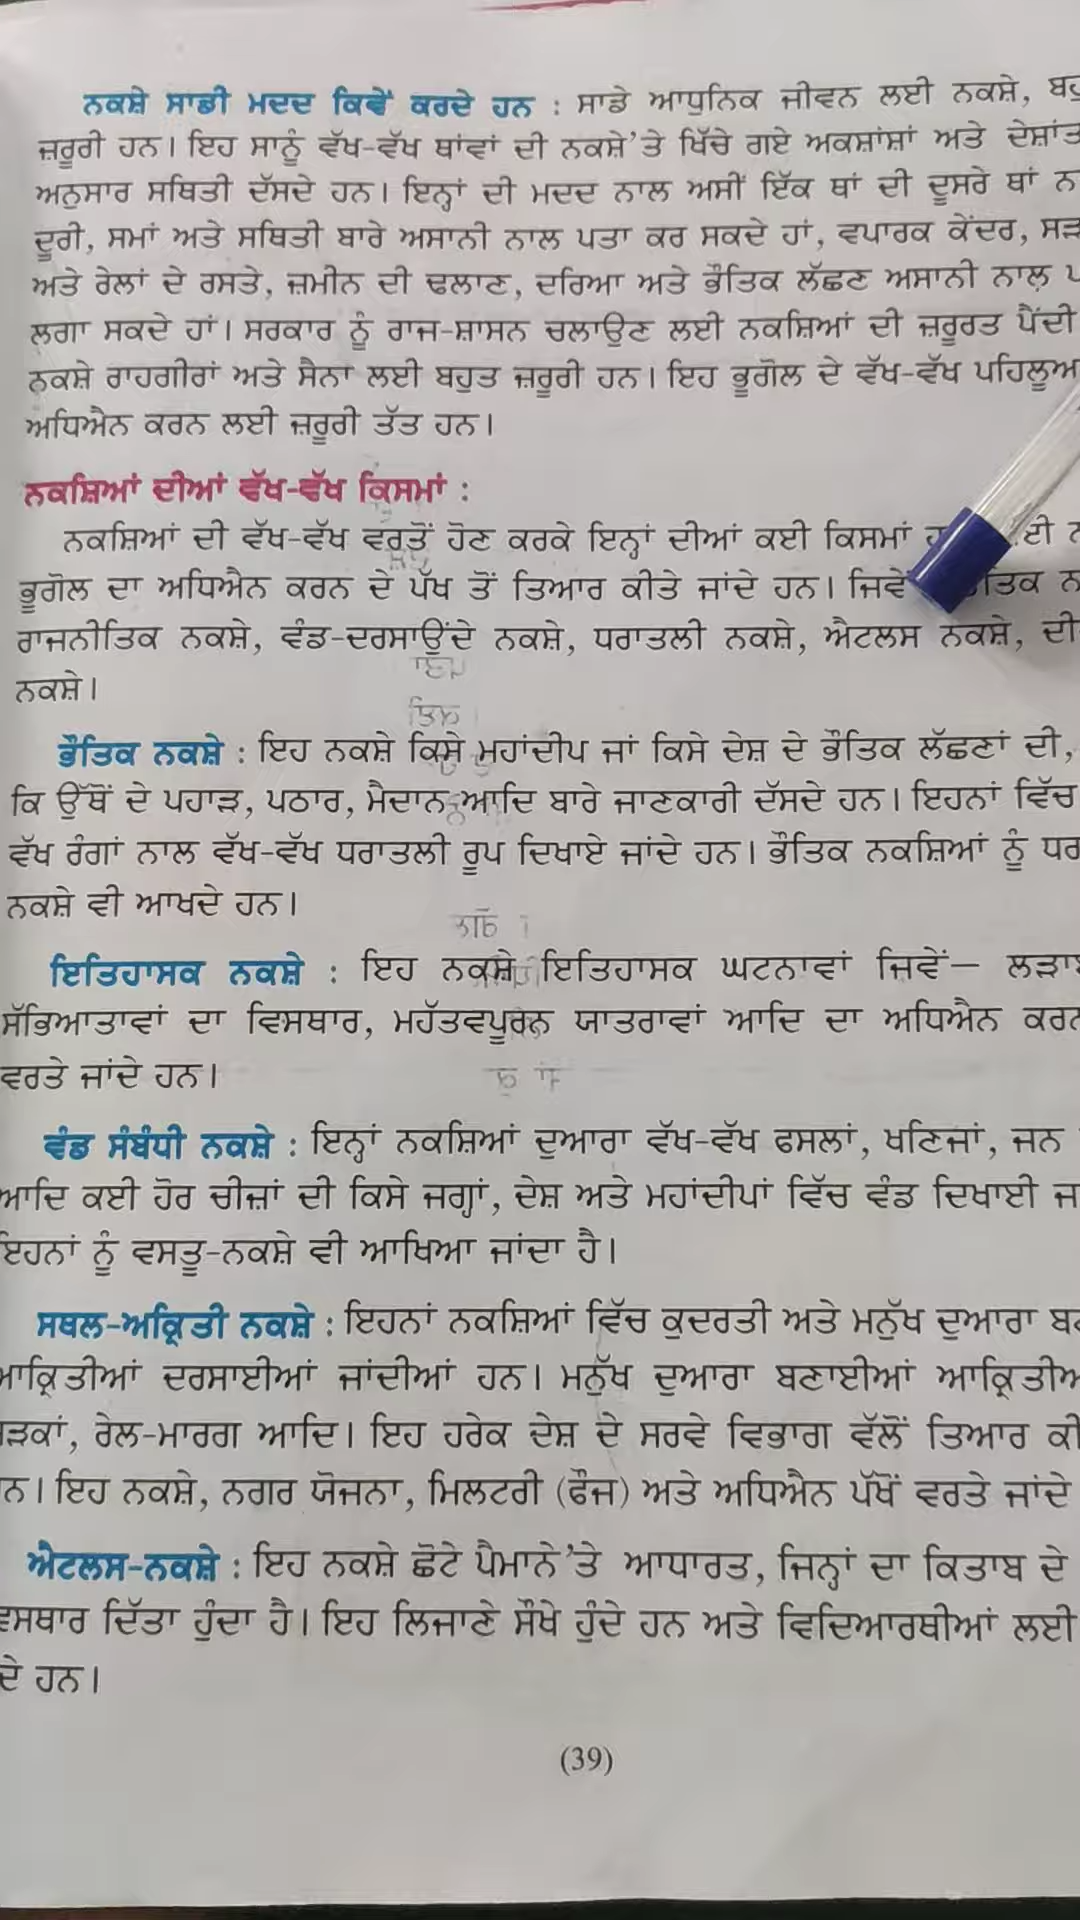 ਨਕਸ਼ੇ ਸਾਡੀ ਮਦਦ ਕਿਵੇਂ ਕਰਦੇ ਹਨ : ਸਾਡੇ ਆਧੁਨਿਕ ਜੀਵਨ ਲਈ ਨਕਸ਼ੇ,
ਜ਼ਰੂਰੀ ਹਨ। ਇਹ ਸਾਨੂੰ ਵੱਖ-ਵੱਖ ਥਾਂਵਾਂ ਦੀ ਨਕਸ਼ੇ’ਤੇ ਖਿੱਚੇ ਗਏ ਅਕਸ਼ਾਂਸ਼ਾਂ ਅਤੇ
ਅਨੁਸਾਰ ਸਥਿਤੀ ਦੱਸਦੇ ਹਨ। ਇਨ੍ਹਾਂ ਦੀ ਮਦਦ ਨਾਲ ਅਸੀਂ ਇੱਕ ਥਾਂ ਦੀ ਦੂਸਰੇ ਥਾਂ
ਦੂਰੀ, ਸਮਾਂ ਅਤੇ ਸਥਿਤੀ ਬਾਰੇ ਅਸਾਨੀ ਨਾਲ ਪਤਾ ਕਰ ਸਕਦੇ ਹਾਂ, ਵਪਾਰਕ ਕੇਂਦਰ,
ਅਤੇ ਰੇਲਾਂ ਦੇ ਰਸਤੇ, ਜ਼ਮੀਨ ਦੀ ਢਲਾਣ, ਦਰਿਆ ਅਤੇ ਭੌਤਿਕ ਲੱਛਣ ਅਸਾਨੀ ਨਾਲ਼
ਲਗਾ ਸਕਦੇ ਹਾਂ। ਸਰਕਾਰ ਨੂੰ ਰਾਜ-ਸ਼ਾਸਨ ਚਲਾਉਣ ਲਈ ਨਕਸ਼ਿਆਂ ਦੀ ਜ਼ਰੂਰਤ ਪੈਂਦੀ
ਨਕਸ਼ੇ ਰਾਹਗੀਰਾਂ ਅਤੇ ਸੈਨਾਂ ਲਈ ਬਹੁਤ ਜ਼ਰੂਰੀ ਹਨ। ਇਹ ਭੂਗੋਲ ਦੇ ਵੱਖ-ਵੱਖ
ਅਧਿਐਨ ਕਰਨ ਲਈ ਜ਼ਰੂਰੀ ਤੱਤ ਹਨ।
ਨਕਸ਼ਿਆਂ ਦੀਆਂ ਵੱਖ-ਵੱਖ ਕਿਸਮਾਂ :
ਨਕਸ਼ਿਆਂ ਦੀ ਵੱਖ-ਵੱਖ ਵਰਤੋਂ ਹੋਣ ਕਰਕੇ ਇਨ੍ਹਾਂ ਦੀਆਂ ਕਈ ਕਿਸਮਾਂ
ਭੂਗੋਲ ਦਾ ਅਧਿਐਨ ਕਰਨ ਦੇ ਪੱਖ ਤੋਂ ਤਿਆਰ ਕੀਤੇ ਜਾਂਦੇ ਹਨ। ਜਿਵੇਂ
ਰਾਜਨੀਤਿਕ ਨਕਸ਼ੇ, ਵੰਡ-ਦਰਸਾਉਂਦੇ ਨਕਸ਼ੇ, ਧਰਾਤਲੀ ਨਕਸ਼ੇ, ਐਟਲਸ ਨਕਸ਼ੇ,
ਨਕਸ਼ੇ।
ਭੌਤਿਕ ਨਕਸ਼ੇ : ਇਹ ਨਕਸ਼ੇ ਕਿਸੇ ਮਹਾਂਦੀਪ ਜਾਂ ਕਿਸੇ ਦੇਸ਼ ਦੇ ਭੌਤਿਕ ਲੱਛਣਾਂ ਦੀ,
ਕਿ ਉੱਥੋਂ ਦੇ ਪਹਾੜ, ਪਠਾਰ, ਮੈਦਾਨ ਆਦਿ ਬਾਰੇ ਜਾਣਕਾਰੀ ਦੱਸਦੇ ਹਨ। ਇਹਨਾਂ ਵਿੱਚ
ਵੱਖ ਰੰਗਾਂ ਨਾਲ ਵੱਖ-ਵੱਖ ਧਰਾਤਲੀ ਰੂਪ ਦਿਖਾਏ ਜਾਂਦੇ ਹਨ। ਭੌਤਿਕ ਨਕਸ਼ਿਆਂ ਨੂੰ
ਨਕਸ਼ੇ ਵੀ ਆਖਦੇ ਹਨ।
ਇਤਿਹਾਸਕ ਨਕਸ਼ੇ : ਇਹ ਨਕਸ਼ੇ ਇਤਿਹਾਸਕ ਘਟਨਾਵਾਂ ਜਿਵੇਂ—
ਸੱਭਿਆਤਾਵਾਂ ਦਾ ਵਿਸਥਾਰ, ਮਹੱਤਵਪੂਰਨ ਯਾਤਰਾਵਾਂ ਆਦਿ ਦਾ ਅਧਿਐਨ ਕਰਨ
ਵਰਤੇ ਜਾਂਦੇ ਹਨ।
ਵੰਡ ਸੰਬੰਧੀ ਨਕਸ਼ੇ : ਇਨ੍ਹਾਂ ਨਕਸ਼ਿਆਂ ਦੁਆਰਾ ਵੱਖ-ਵੱਖ ਫਸਲਾਂ, ਖਣਿਜਾਂ, ਜਨ
ਆਦਿ ਕਈ ਹੋਰ ਚੀਜ਼ਾਂ ਦੀ ਕਿਸੇ ਜਗ੍ਹਾਂ, ਦੇਸ਼ ਅਤੇ ਮਹਾਂਦੀਪਾਂ ਵਿੱਚ ਵੰਡ ਦਿਖਾਈ
ਇਹਨਾਂ ਨੂੰ ਵਸਤੂ-ਨਕਸ਼ੇ ਵੀ ਆਖਿਆ ਜਾਂਦਾ ਹੈ।
ਸਥਲ-ਅਕ੍ਰਿਤੀ ਨਕਸ਼ੇ : ਇਹਨਾਂ ਨਕਸ਼ਿਆਂ ਵਿੱਚ ਕੁਦਰਤੀ ਅਤੇ ਮਨੁੱਖ ਦੁਆਰਾ
ਆਕ੍ਰਿਤੀਆਂ ਦਰਸਾਈਆਂ ਜਾਂਦੀਆਂ ਹਨ। ਮਨੁੱਖ ਦੁਆਰਾ ਬਣਾਈਆਂ
ਰੇਲ-ਮਾਰਗ ਆਦਿ। ਇਹ ਹਰੇਕ ਦੇਸ਼ ਦੇ ਸਰਵੇ ਵਿਭਾਗ ਵੱਲੋਂ ਤਿਆਰ
ਇਹ ਨਕਸ਼ੇ, ਨਗਰ ਯੋਜਨਾ, ਮਿਲਟਰੀ (ਫੌਜ) ਅਤੇ ਅਧਿਐਨ ਪੱਖੋਂ ਵਰਤੇ ਜਾਂਦੇ
ਐਟਲਸ-ਨਕਸ਼ੇ : ਇਹ ਨਕਸ਼ੇ ਛੋਟੇ ਪੈਮਾਨੇ’ਤੇ ਆਧਾਰਤ, ਜਿਨ੍ਹਾਂ ਦਾ ਕਿਤਾਬ ਦੇ
ਦਿੱਤਾ ਹੁੰਦਾ ਹੈ। ਇਹ ਲਿਜਾਣੇ ਸੌਖੇ ਹੁੰਦੇ ਹਨ ਅਤੇ ਵਿਦਿਆਰਥੀਆਂ ਲਈ
ਹਨ।
(39)